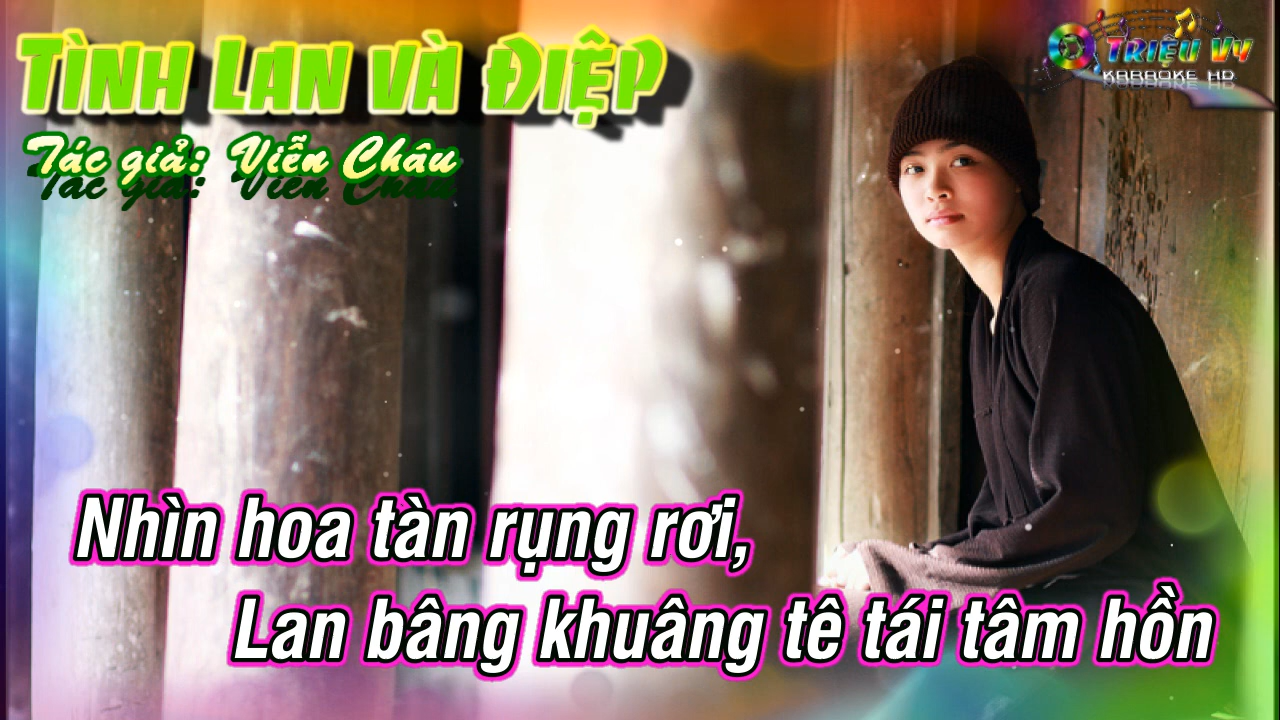 TÌNH LAN VÀ ĐIỆP
TRIỆU VY
KARAOKE HD
Tác giả: Viễn Châu
Nhìn hoa tàn rụng rơi,
Lan bâng khuâng tê tái tâm hồn